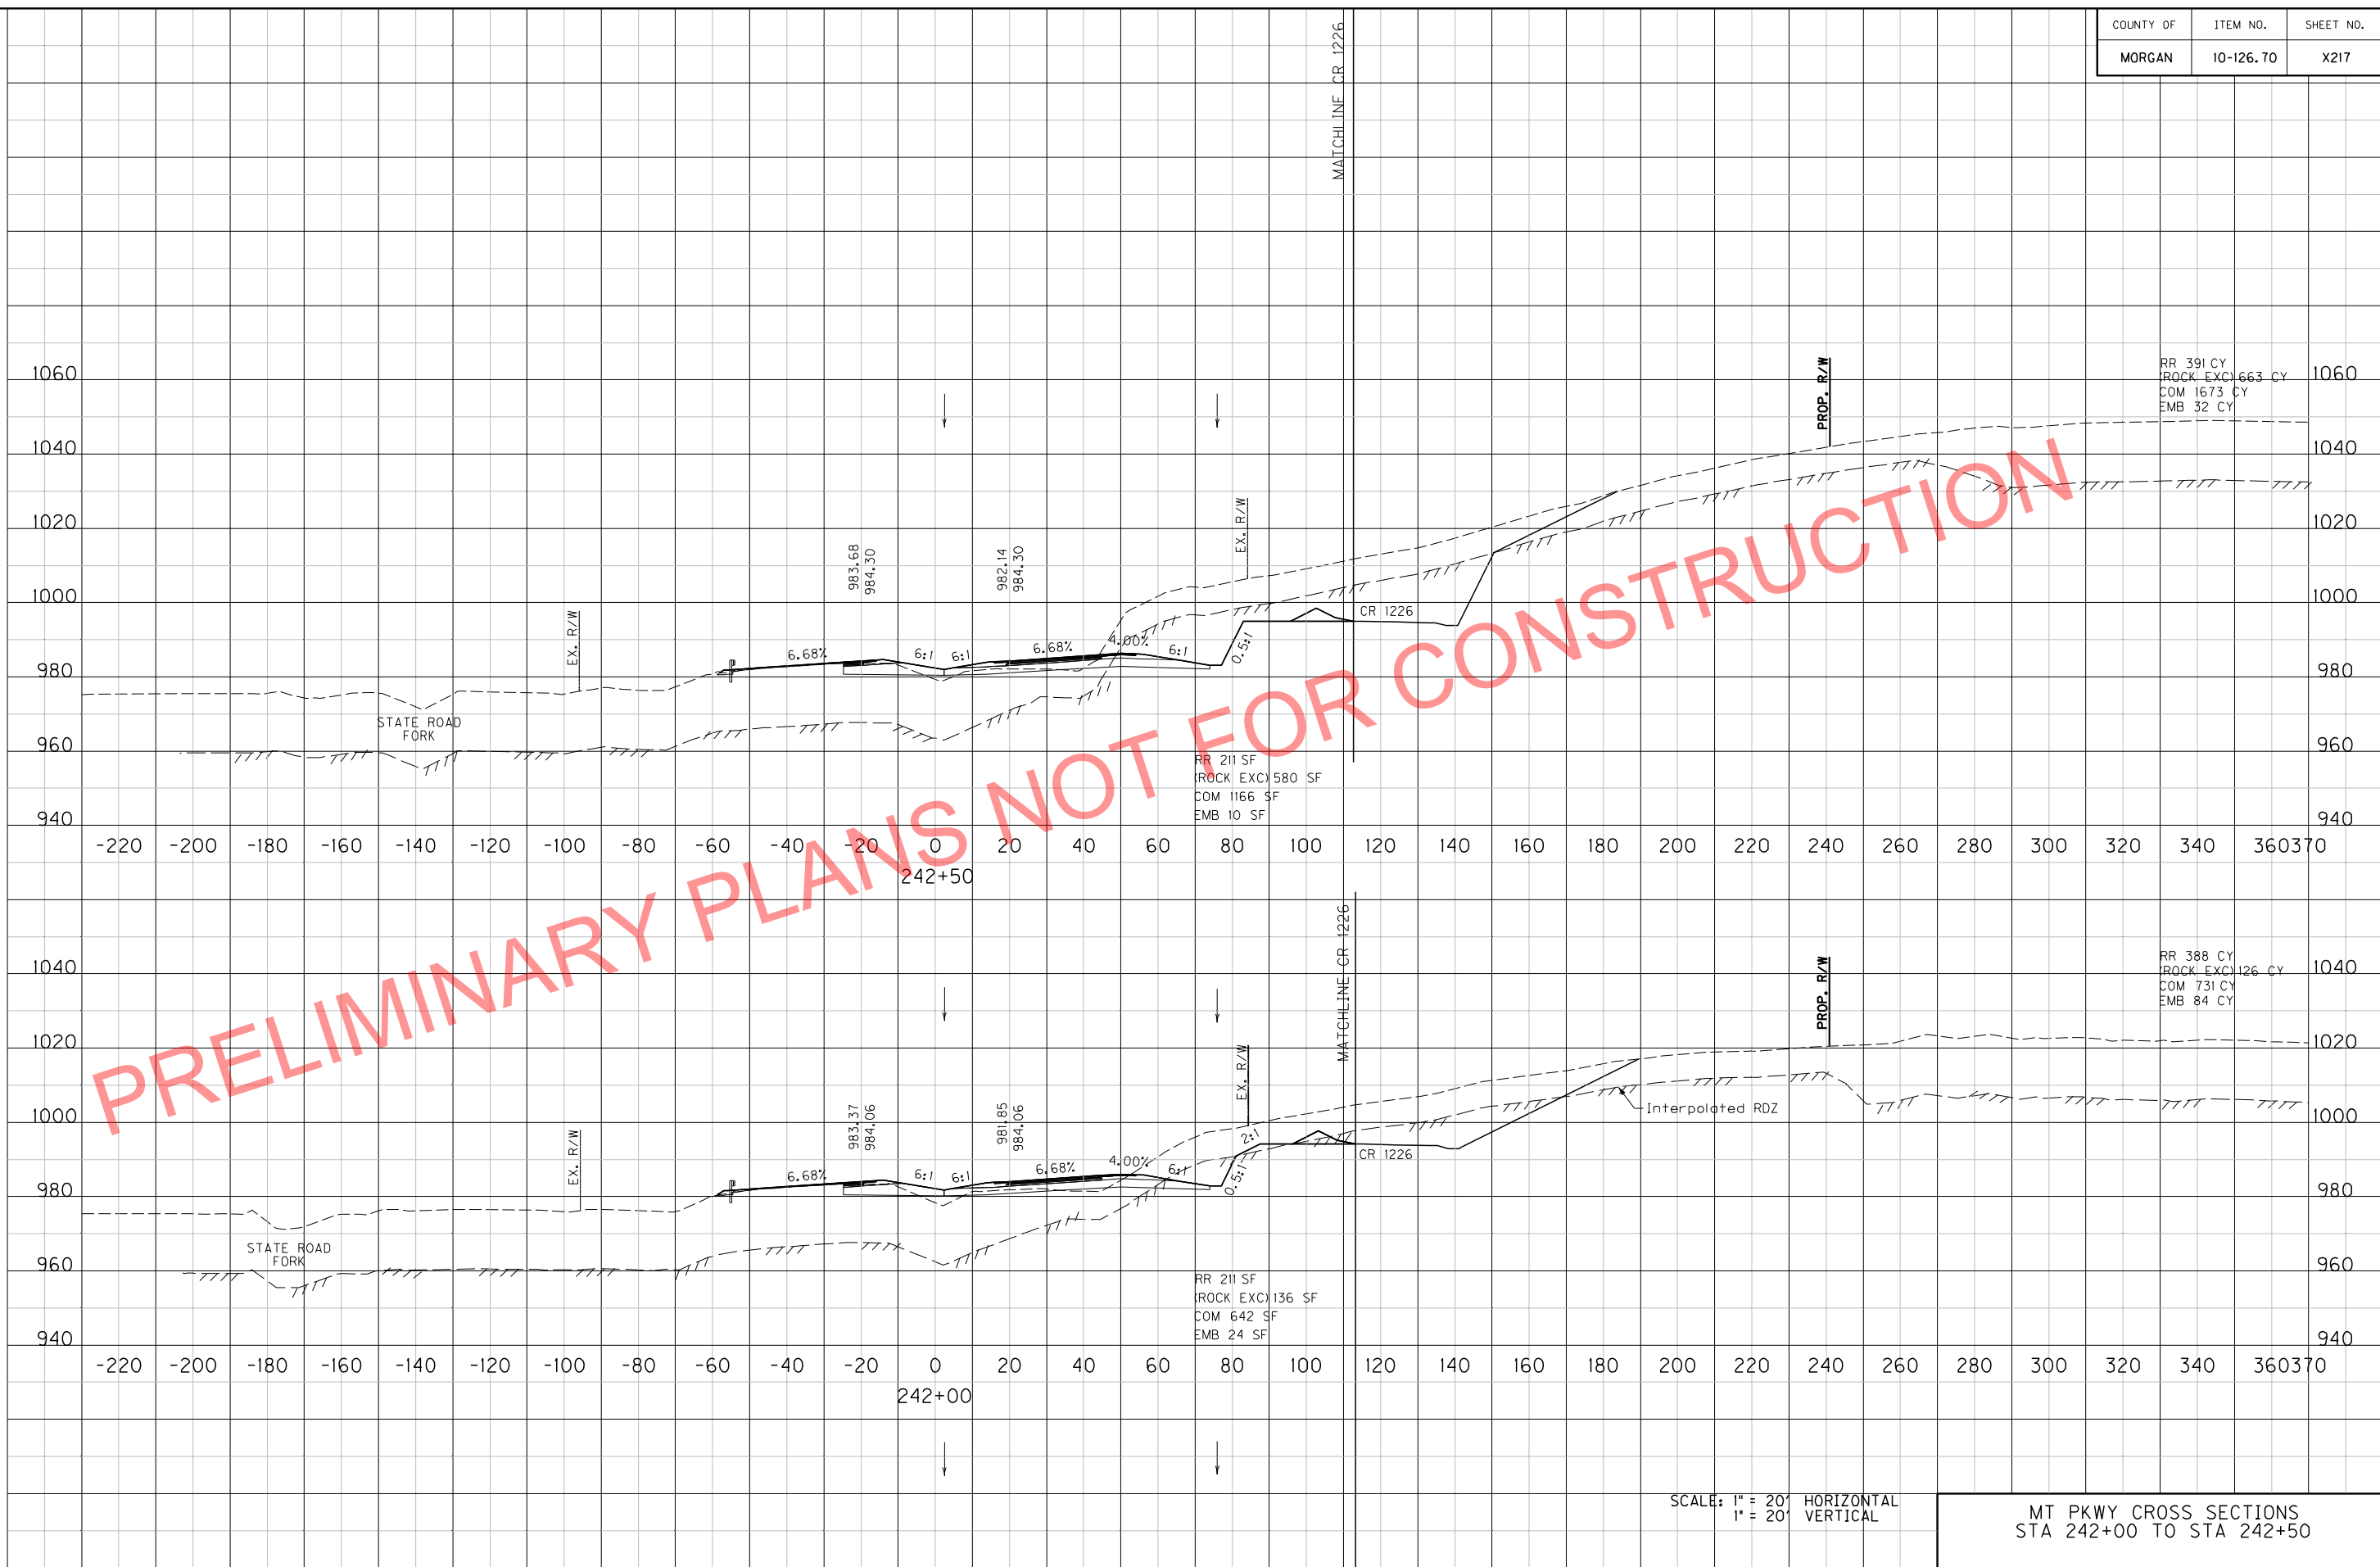 COUNTY OF ITEM NO. SHEET NO.
MORGAN 10-126.70 X217
MATCHLINE CR 1226
RR 391 CY
(ROCK EXC) 663 CY
COM 1673 CY
EMB 32 CY
1060 1060
PROP. R/W
1040 1040
1020 1020
EX. R/W
983.68
984.30
982.14
984.30
1000 1000
EX. R/W
CR 1226
6.68% 6:1 6:1 6.68% 4.00% 6:1 0.5:1
980 980
STATE ROAD
FORK
960 960
RR 211 SF
(ROCK EXC) 580 SF
COM 1166 SF
EMB 10 SF
940 940
-220 -200 -180 -160 -140 -120 -100 -80 -60 -40 -20 0 20 40 60 80 100 120 140 160 180 200 220 240 260 280 300 320 340 360 370
242+50
PRELIMINARY PLANS NOT FOR CONSTRUCTION
MATCHLINE CR 1226
RR 388 CY
(ROCK EXC) 126 CY
COM 731 CY
EMB 84 CY
1040 1040
PROP. R/W
1020 1020
EX. R/W
983.37
984.06
981.85
984.06
Interpolated RDZ
1000 1000
EX. R/W
2:1
CR 1226
6.68% 6:1 6:1 6.68% 4.00% 6:1 0.5:1
980 980
STATE ROAD
FORK
960 960
RR 211 SF
(ROCK EXC) 136 SF
COM 642 SF
EMB 24 SF
940 940
-220 -200 -180 -160 -140 -120 -100 -80 -60 -40 -20 0 20 40 60 80 100 120 140 160 180 200 220 240 260 280 300 320 340 360 370
242+00
SCALE: 1" = 20' HORIZONTAL
1" = 20' VERTICAL
MT PKWY CROSS SECTIONS
STA 242+00 TO STA 242+50